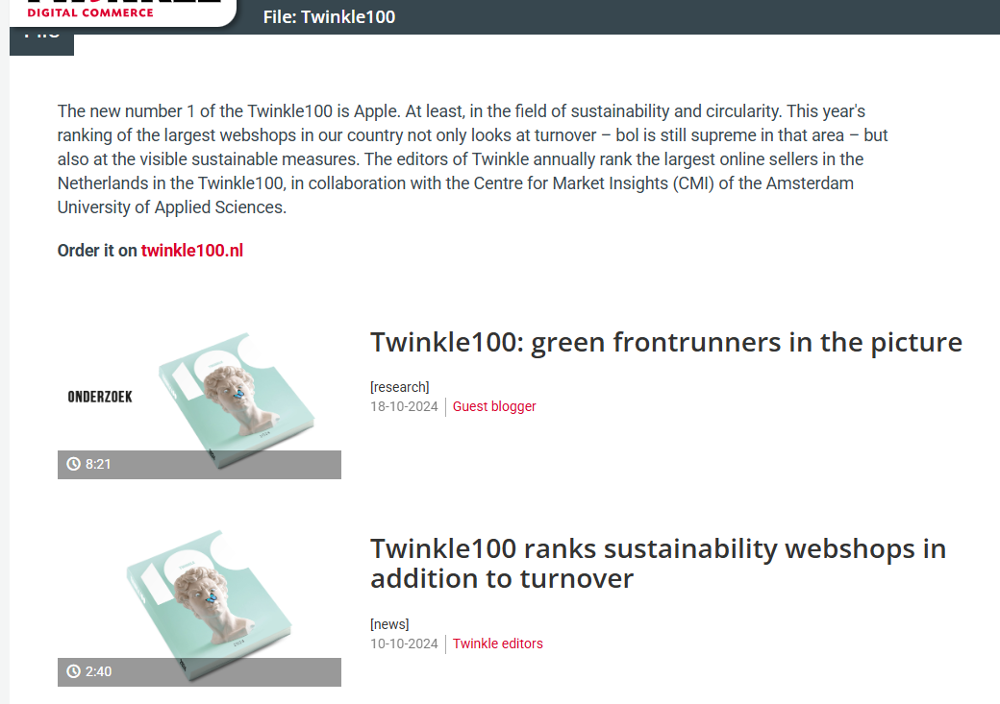 DIGITAL COMMERCE
File: Twinkle100
The new number 1 of the Twinkle100 is Apple. At least, in the field of sustainability and circularity. This year's
ranking of the largest webshops in our country not only looks at turnover – bol is still supreme in that area – but
also at the visible sustainable measures. The editors of Twinkle annually rank the largest online sellers in the
Netherlands in the Twinkle100, in collaboration with the Centre for Market Insights (CMI) of the Amsterdam
University of Applied Sciences.
Order it on twinkle100.nl
ONDERZOEK
100
2024
8:21
Twinkle100: green frontrunners in the picture
[research]
18-10-2024 | Guest blogger
100
2024
2:40
Twinkle100 ranks sustainability webshops in
addition to turnover
[news]
10-10-2024 | Twinkle editors